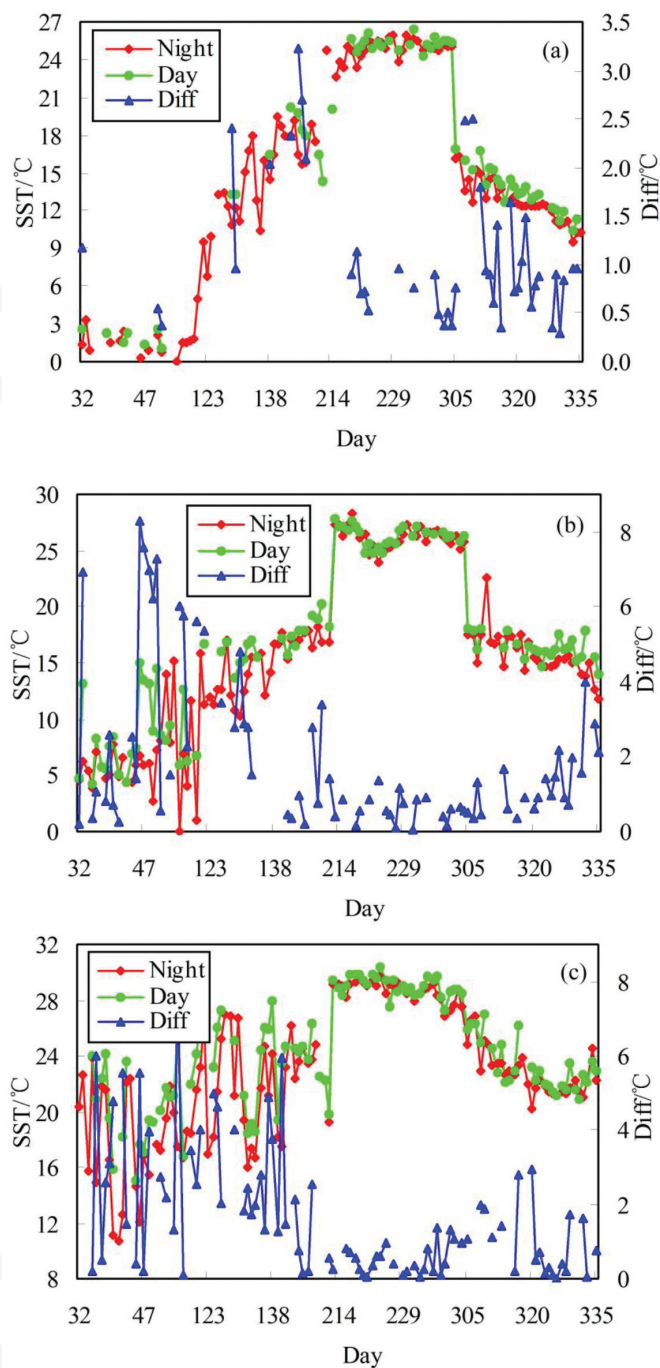 (a)
Night
Day
Diff
SST/°C
27
24
21
18
15
12
9
6
3
0
3.5
3.0
2.5
2.0
1.5
1.0
0.5
0.0
Diff/°C
32 47 123 138 214 229 305 320 335
Day
(b)
Night
Day
Diff
SST/°C
30
25
20
15
10
5
0
8
6
4
2
0
Diff/°C
32 47 123 138 214 229 305 320 335
Day
(c)
Night
Day
Diff
SST/°C
32
28
24
20
16
12
8
8
6
4
2
0
Diff/°C
32 47 123 138 214 229 305 320 335
Day